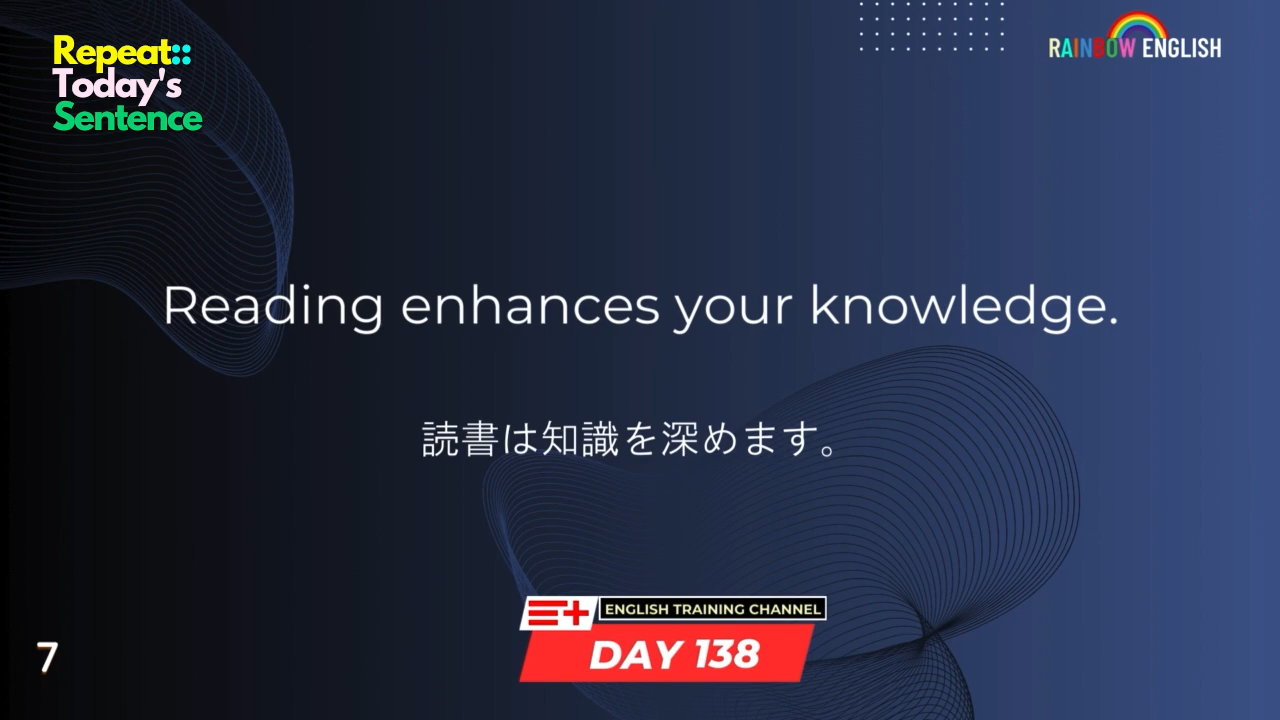 Repeat::
Today's
Sentence
RAINBOW ENGLISH
Reading enhances your knowledge.
読書は知識を深めます。
ENGLISH TRAINING CHANNEL
DAY 138
7